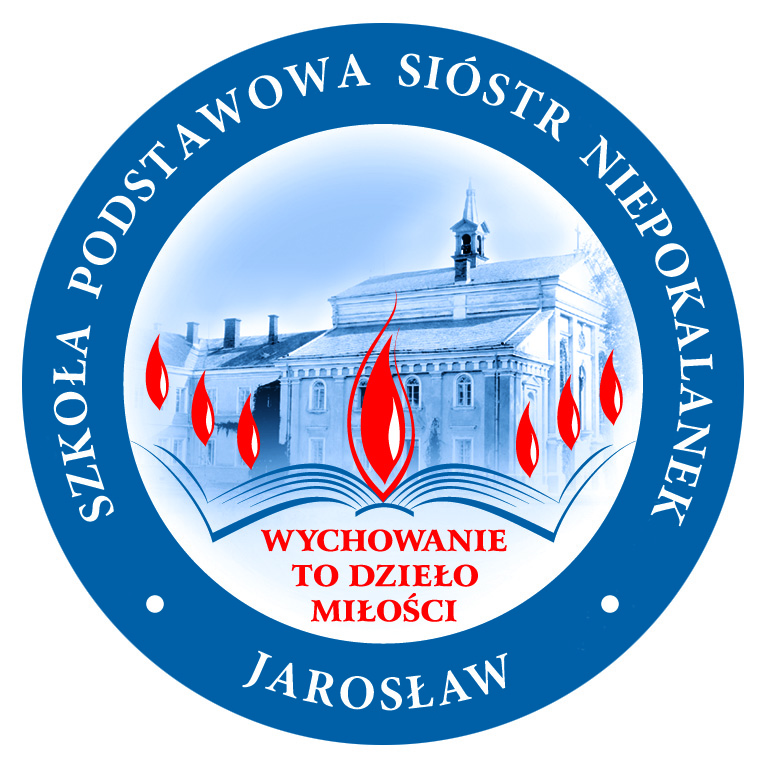 SZKOŁA PODSTAWOWA SIÓSTR NIEPOKALANEK
WYCHOWANIE
TO DZIEŁO
MIŁOŚCI
JAROSŁAW